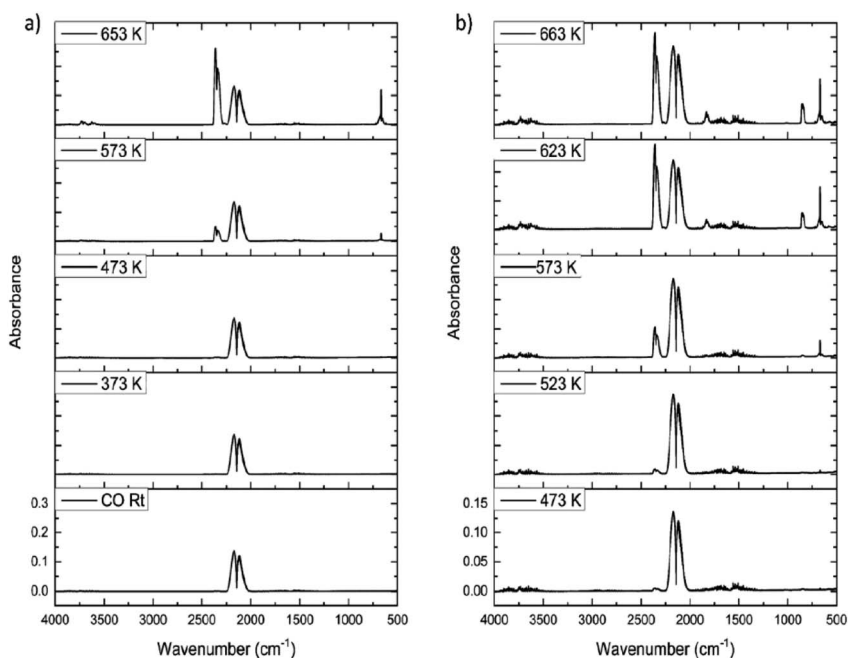 a)
653 K
573 K
473 K
373 K
CO Rt
0.3
0.2
0.1
0.0
4000 3500 3000 2500 2000 1500 1000 500
Wavenumber (cm-1)
Absorbance
b)
663 K
623 K
573 K
523 K
473 K
0.15
0.10
0.05
0.00
4000 3500 3000 2500 2000 1500 1000 500
Wavenumber (cm-1)
Absorbance